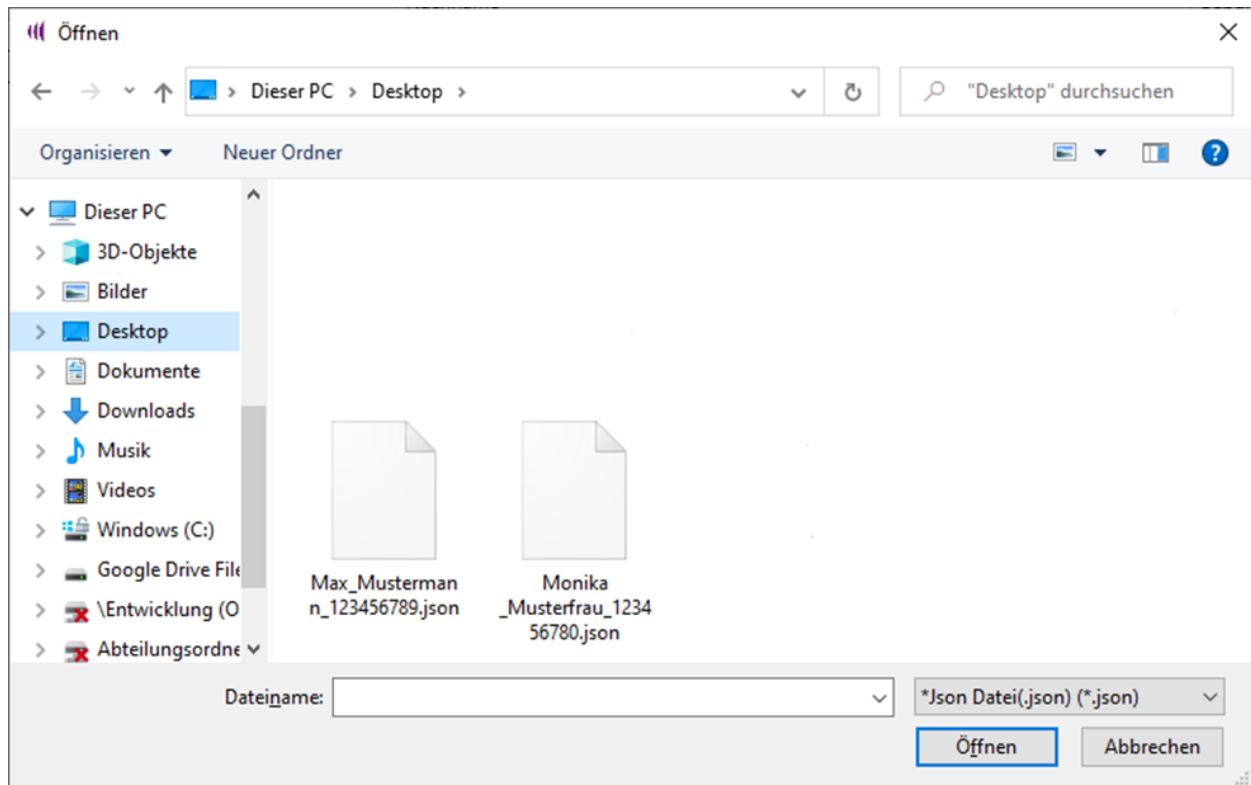 Öffnen
Dieser PC > Desktop >
"Desktop" durchsuchen
Organisieren
Neuer Ordner
Dieser PC
3D-Objekte
Bilder
Desktop
Dokumente
Downloads
Musik
Videos
Windows (C:)
Google Drive File
\Entwicklung (O
Abteilungsordne
Max_Musterman
n_123456789.json
Monika
_Musterfrau_1234
56780.json
Dateiname:
*Json Datei(.json) (*.json)
Öffnen
Abbrechen